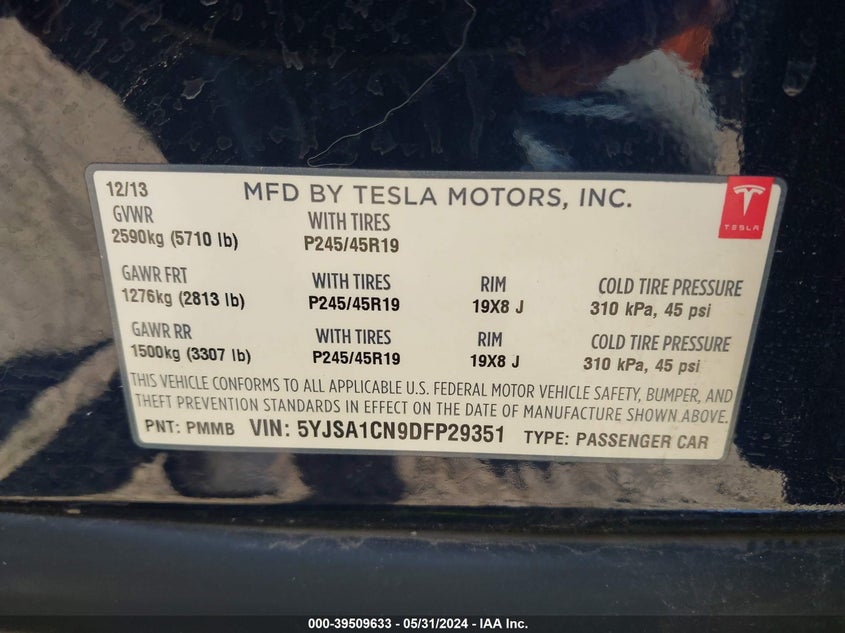 12/13 MFD BY TESLA MOTORS, INC.
TESLA
GVWR WITH TIRES
2590kg (5710 lb) P245/45R19
GAWR FRT WITH TIRES RIM COLD TIRE PRESSURE
1276kg (2813 lb) P245/45R19 19X8 J 310 kPa, 45 psi
GAWR RR WITH TIRES RIM COLD TIRE PRESSURE
1500kg (3307 lb) P245/45R19 19X8 J 310 kPa, 45 psi
THIS VEHICLE CONFORMS TO ALL APPLICABLE U.S. FEDERAL MOTOR VEHICLE SAFETY, BUMPER, AND
THEFT PREVENTION STANDARDS IN EFFECT ON THE DATE OF MANUFACTURE SHOWN ABOVE.
PNT: PMMB VIN: 5YJSA1CN9DFP29351 TYPE: PASSENGER CAR
000-39509633 - 05/31/2024 - IAA Inc.